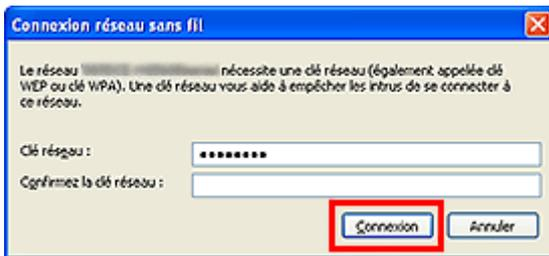 Connexion réseau sans fil
Le réseau nécessite une clé réseau (également appelée clé
WEP ou clé WPA). Une clé réseau vous aide à empêcher les intrus de se connecter à
ce réseau.
Clé réseau :
Confirmez la clé réseau :
Connexion Annuler